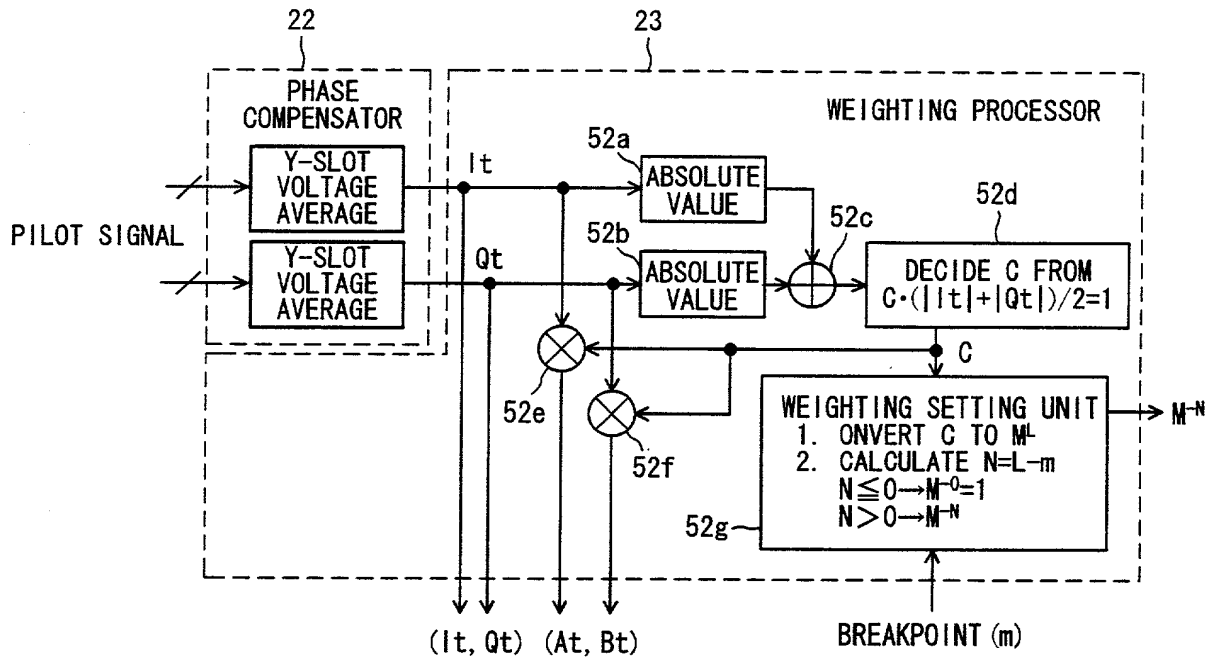 22
23
PHASE
COMPENSATOR
WEIGHTING PROCESSOR
Y-SLOT
VOLTAGE
AVERAGE
It
52a
ABSOLUTE
VALUE
52d
PILOT SIGNAL
52b
52c
Y-SLOT
VOLTAGE
AVERAGE
Qt
ABSOLUTE
VALUE
DECIDE C FROM
C·(|It|+|Qt|)/2=1
C
52e
52f
WEIGHTING SETTING UNIT
1. ONVERT C TO M^L
2. CALCULATE N=L-m
N≦0→M^-0=1
N>0→M^-N
M^-N
52g
(It, Qt) (At, Bt)
BREAKPOINT (m)